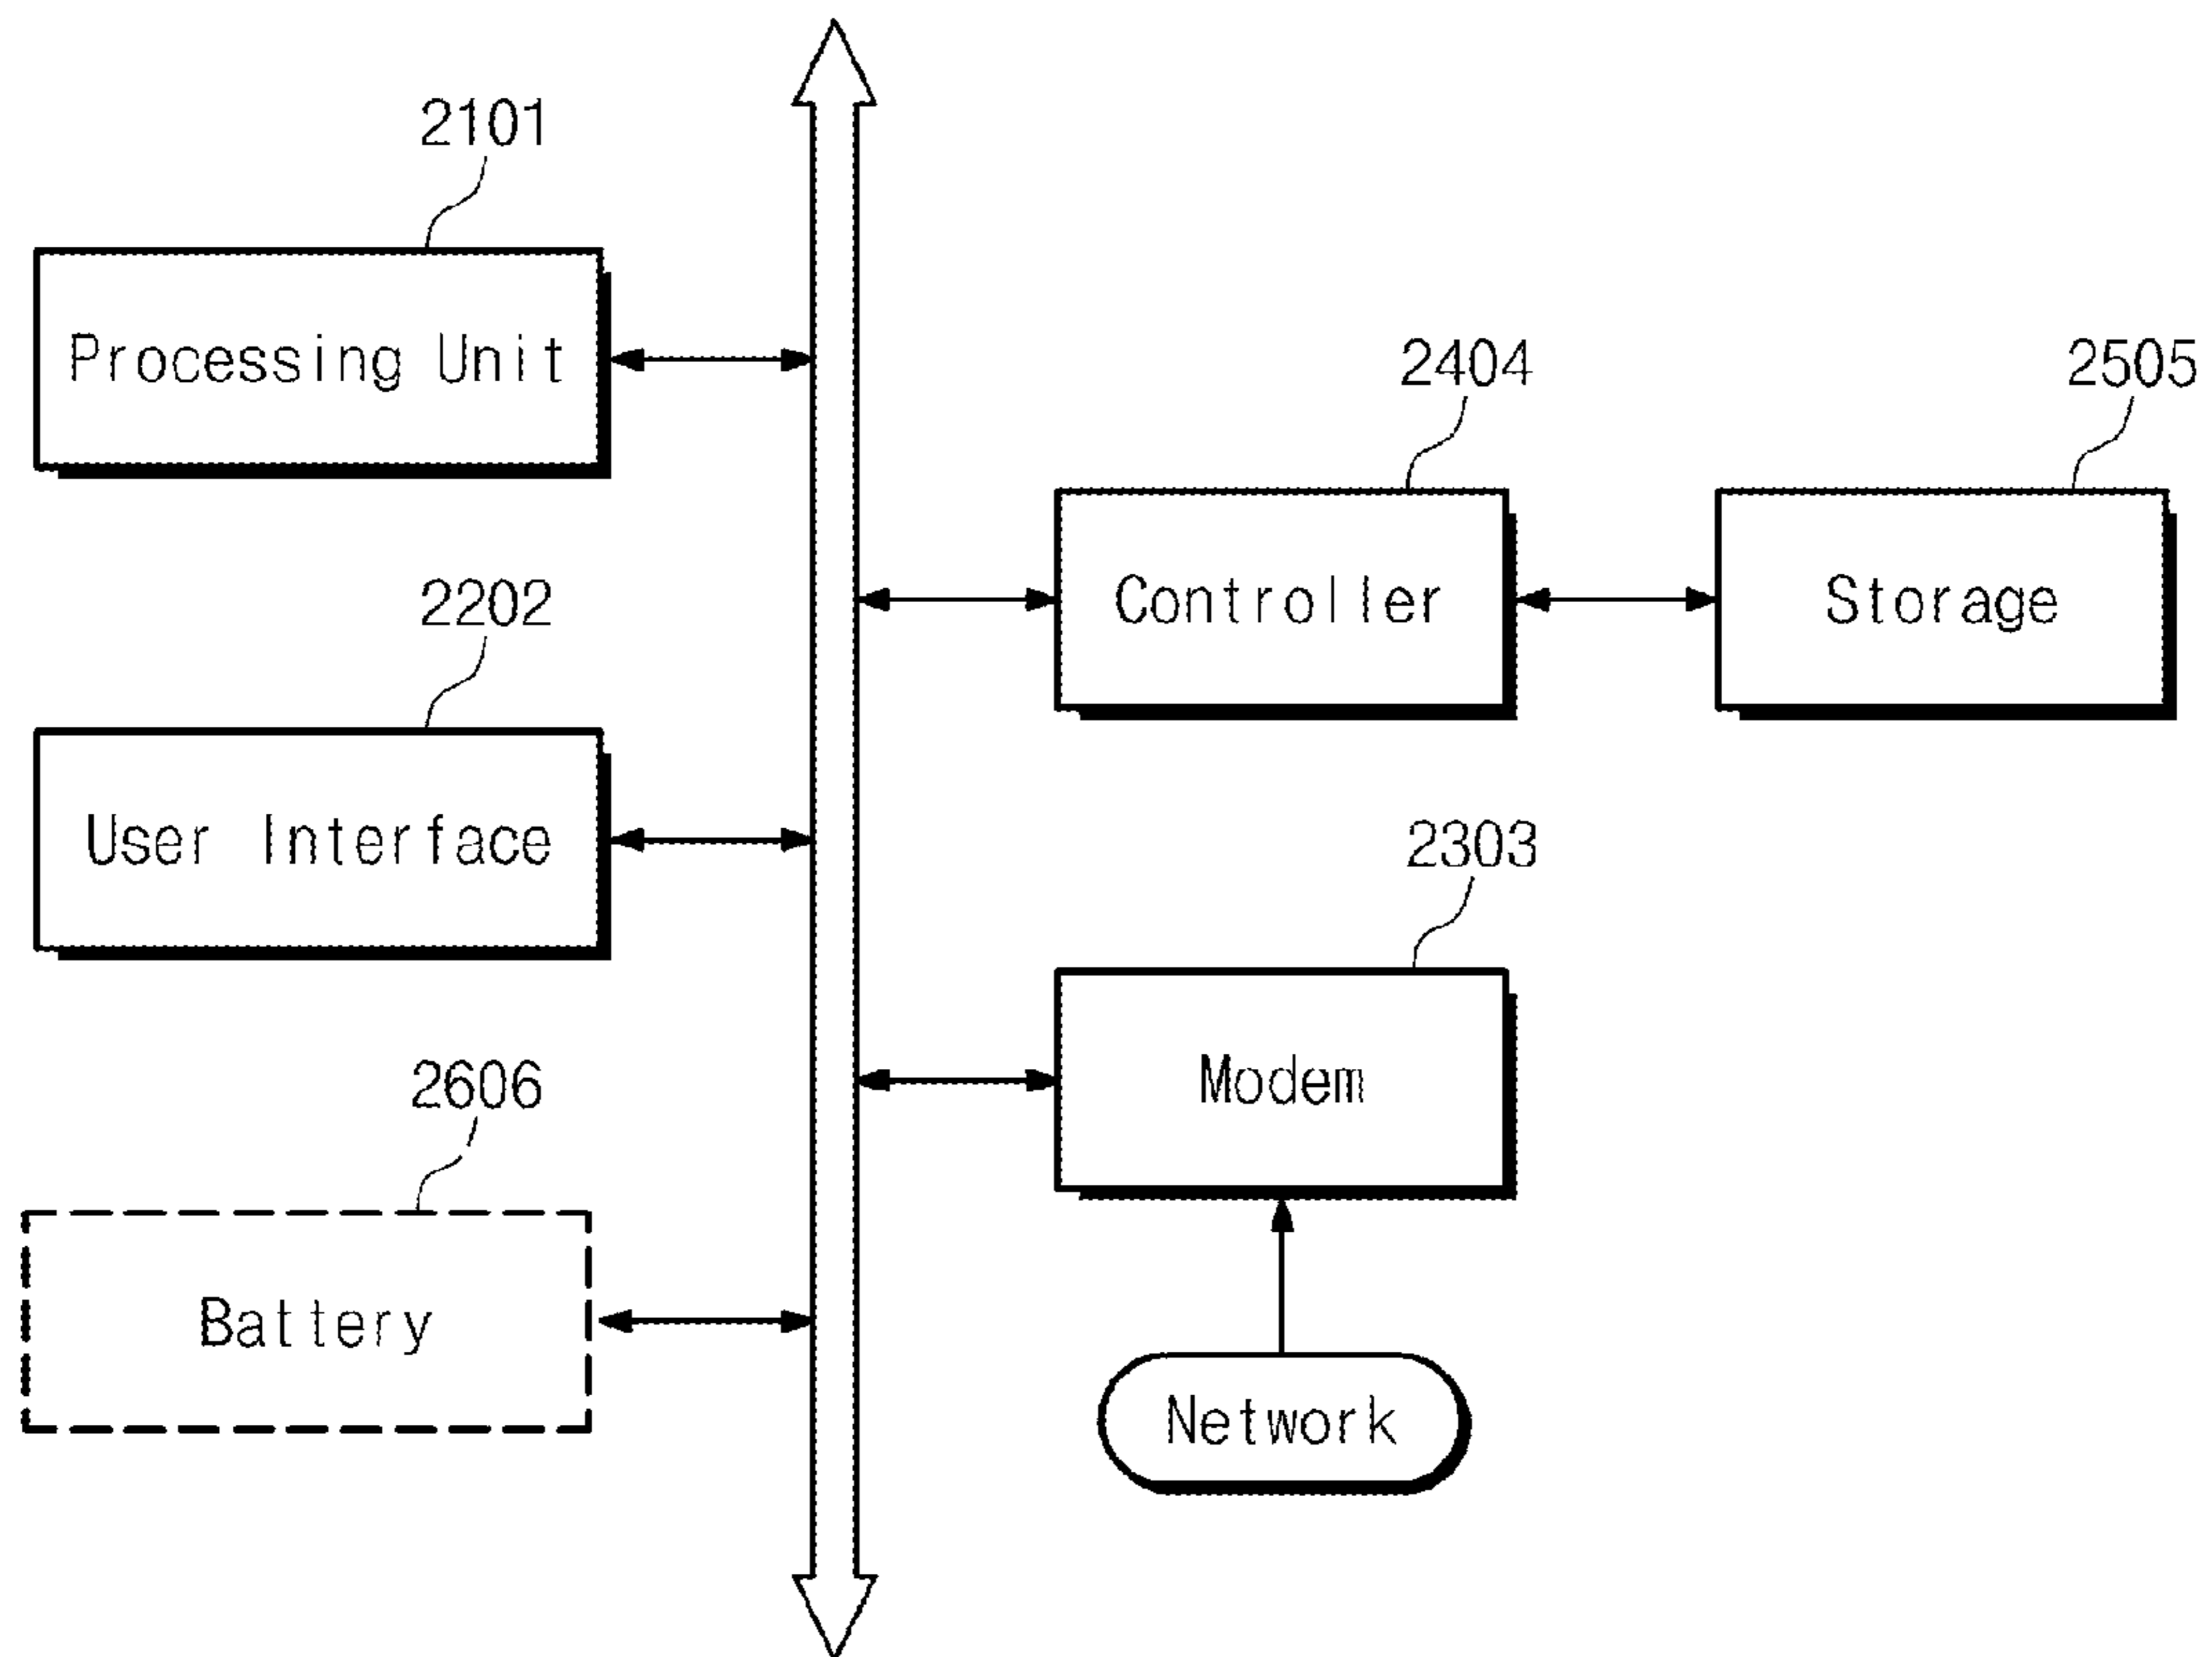 2101
Processing Unit
2404
2505
Controller
Storage
2202
User Interface
2303
Modem
2606
Battery
Network